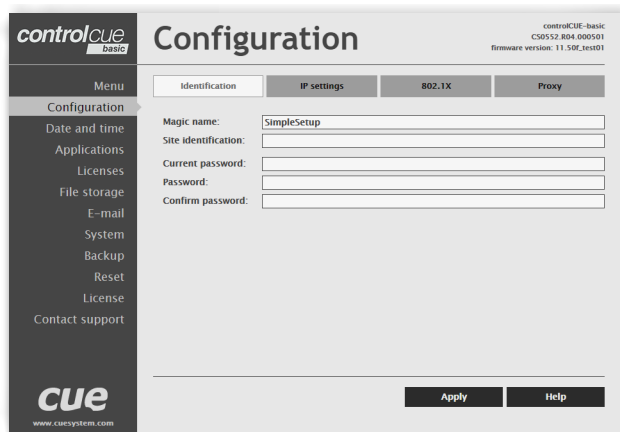 controlcue
basic
Configuration
controlCUE-basic
CS0552.R04.000501
firmware version: 11.50f_test01
Menu
Configuration
Date and time
Applications
Licenses
File storage
E-mail
System
Backup
Reset
License
Contact support
cue
www.cuesystem.com
Identification
IP settings
802.1X
Proxy
Magic name:
SimpleSetup
Site identification:
Current password:
Password:
Confirm password:
Apply
Help